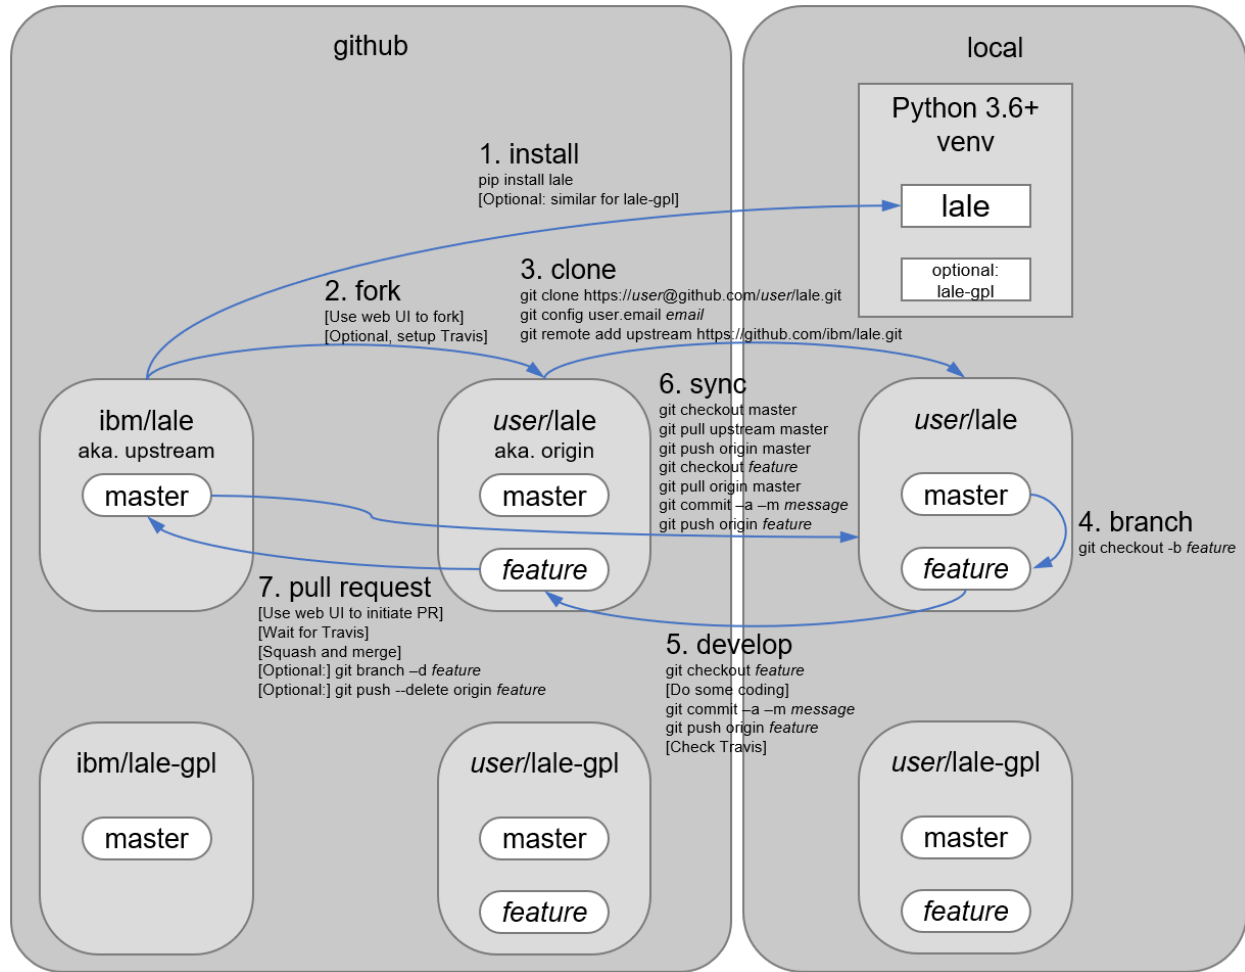 github
local
Python 3.6+
venv
lale
optional:
lale-gpl
1. install
pip install lale
[Optional: similar for lale-gpl]
2. fork
[Use web UI to fork]
[Optional, setup Travis]
3. clone
git clone https://user@github.com/user/lale.git
git config user.email email
git remote add upstream https://github.com/ibm/lale.git
ibm/lale
aka. upstream
master
user/lale
aka. origin
master
feature
6. sync
git checkout master
git pull upstream master
git push origin master
git checkout feature
git pull origin master
git commit –a –m message
git push origin feature
user/lale
master
feature
4. branch
git checkout -b feature
7. pull request
[Use web UI to initiate PR]
[Wait for Travis]
[Squash and merge]
[Optional:] git branch –d feature
[Optional:] git push --delete origin feature
5. develop
git checkout feature
[Do some coding]
git commit –a –m message
git push origin feature
[Check Travis]
ibm/lale-gpl
master
user/lale-gpl
master
feature
user/lale-gpl
master
feature